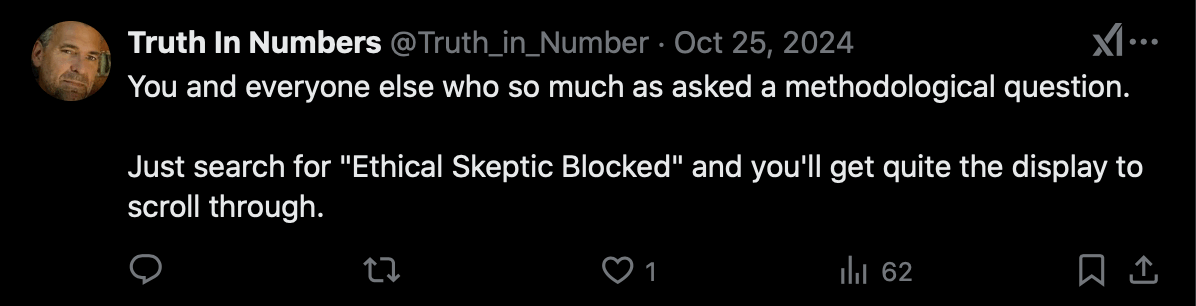 Truth In Numbers @Truth_in_Number · Oct 25, 2024
You and everyone else who so much as asked a methodological question.
Just search for "Ethical Skeptic Blocked" and you'll get quite the display to
scroll through.
1 62